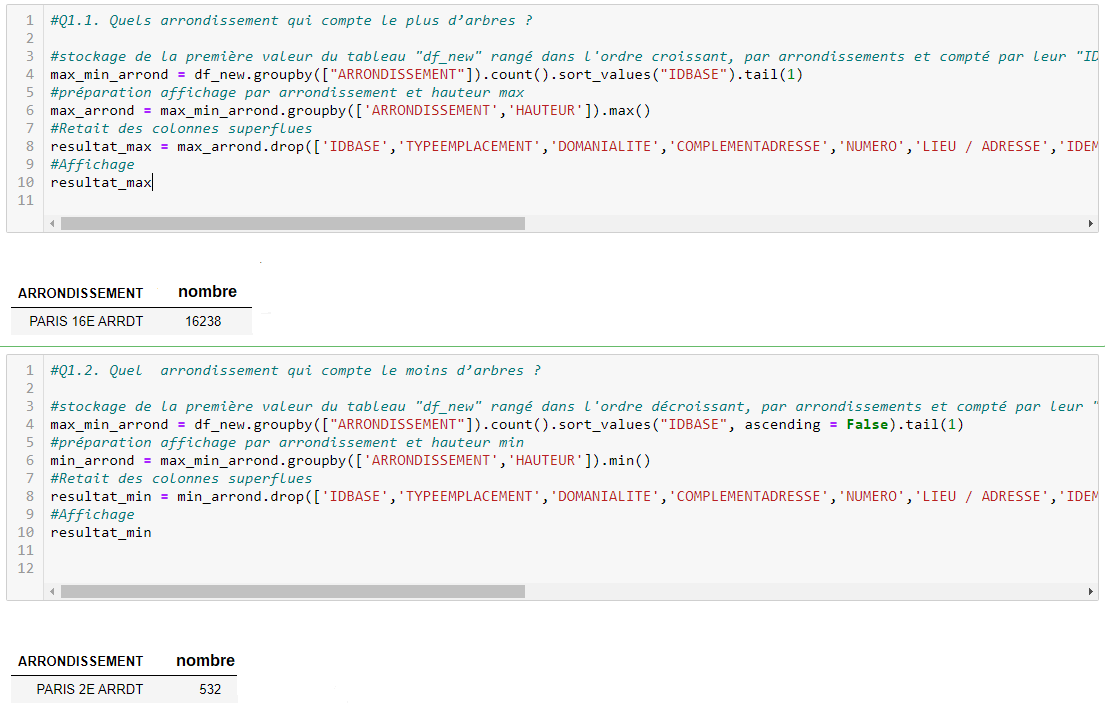 1 #Q1.1. Quels arrondissement qui compte le plus d’arbres ?
2
3 #stockage de la première valeur du tableau "df_new" rangé dans l'ordre croissant, par arrondissements et compté par leur "ID
4 max_min_arrond = df_new.groupby(["ARRONDISSEMENT"]).count().sort_values("IDBASE").tail(1)
5 #préparation affichage par arrondissement et hauteur max
6 max_arrond = max_min_arrond.groupby(['ARRONDISSEMENT','HAUTEUR']).max()
7 #Retait des colonnes superflues
8 resultat_max = max_arrond.drop(['IDBASE','TYPEEMPLACEMENT','DOMANIALITE','COMPLEMENTADRESSE','NUMERO','LIEU / ADRESSE','IDEM
9 #Affichage
10 resultat_max
11
ARRONDISSEMENT nombre
PARIS 16E ARRDT 16238
1 #Q1.2. Quel  arrondissement qui compte le moins d’arbres ?
2
3 #stockage de la première valeur du tableau "df_new" rangé dans l'ordre décroissant, par arrondissements et compté par leur "
4 max_min_arrond = df_new.groupby(["ARRONDISSEMENT"]).count().sort_values("IDBASE", ascending = False).tail(1)
5 #préparation affichage par arrondissement et hauteur min
6 min_arrond = max_min_arrond.groupby(['ARRONDISSEMENT','HAUTEUR']).min()
7 #Retait des colonnes superflues
8 resultat_min = min_arrond.drop(['IDBASE','TYPEEMPLACEMENT','DOMANIALITE','COMPLEMENTADRESSE','NUMERO','LIEU / ADRESSE','IDEM
9 #Affichage
10 resultat_min
11
12
ARRONDISSEMENT nombre
PARIS 2E ARRDT 532